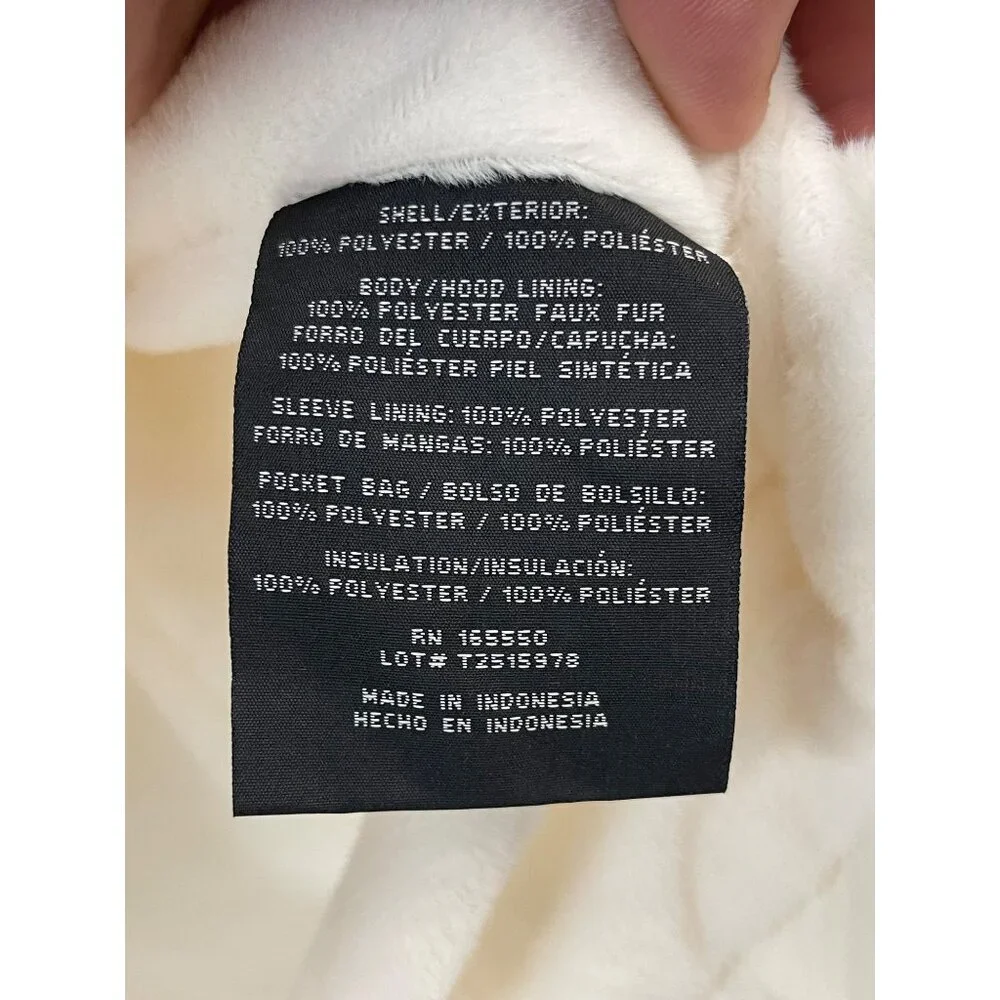 SHELL/EXTERIOR:
100% POLYESTER / 100% POLIÉSTER
BODY/HOOD LINING:
100% POLYESTER FAUX FUR
FORRO DEL CUERPO/CAPUCHA:
100% POLIÉSTER PIEL SINTÉTICA
SLEEVE LINING: 100% POLYESTER
FORRO DE MANGAS: 100% POLIÉSTER
POCKET BAG / BOLSO DE BOLSILLO:
100% POLYESTER / 100% POLIÉSTER
INSULATION/INSULACIÓN:
100% POLYESTER / 100% POLIÉSTER
RN 165550
LOT# T2515978
MADE IN INDONESIA
HECHO EN INDONESIA